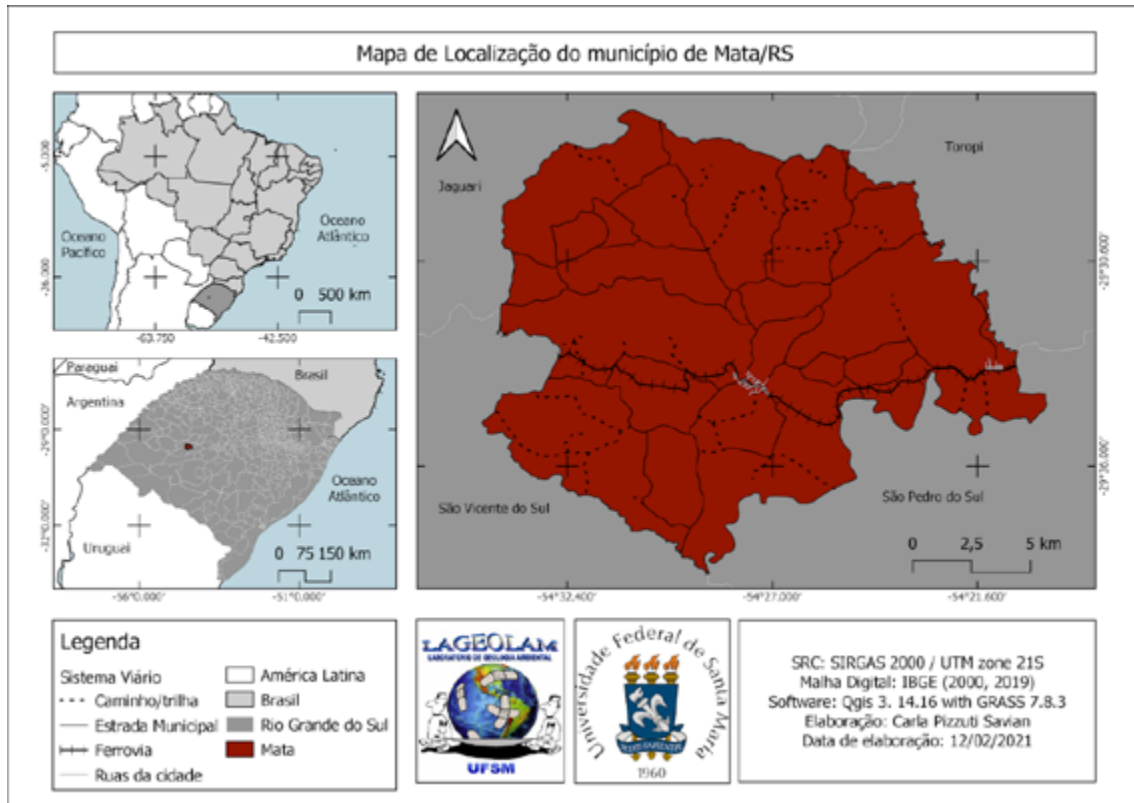 Mapa de Localização do município de Mata/RS
Oceano
Pacífico
Oceano
Atlântico
0 500 km
-5.000
-26.000
-63.750
-42.500
Paraguai
Brasil
Argentina
Oceano
Atlântico
Uruguai
0 75 150 km
-29°0.000'
-32°0.000'
-56°0.000'
-51°0.000'
Jaguari
Toropi
São Vicente do Sul
São Pedro do Sul
0 2,5 5 km
-54°32.400'
-54°27.000'
-54°21.600'
-29°30.000'
Legenda
Sistema Viário
Caminho/trilha
Estrada Municipal
Ferrovia
Ruas da cidade
América Latina
Brasil
Rio Grande do Sul
Mata
LAGEOLAM
LABORATÓRIO DE GEOLOGIA AMBIENTAL
UFSM
Universidade Federal de Santa Maria
1960
SRC: SIRGAS 2000 / UTM zone 21S
Malha Digital: IBGE (2000, 2019)
Software: Qgis 3. 14.16 with GRASS 7.8.3
Elaboração: Carla Pizzuti Savian
Data de elaboração: 12/02/2021